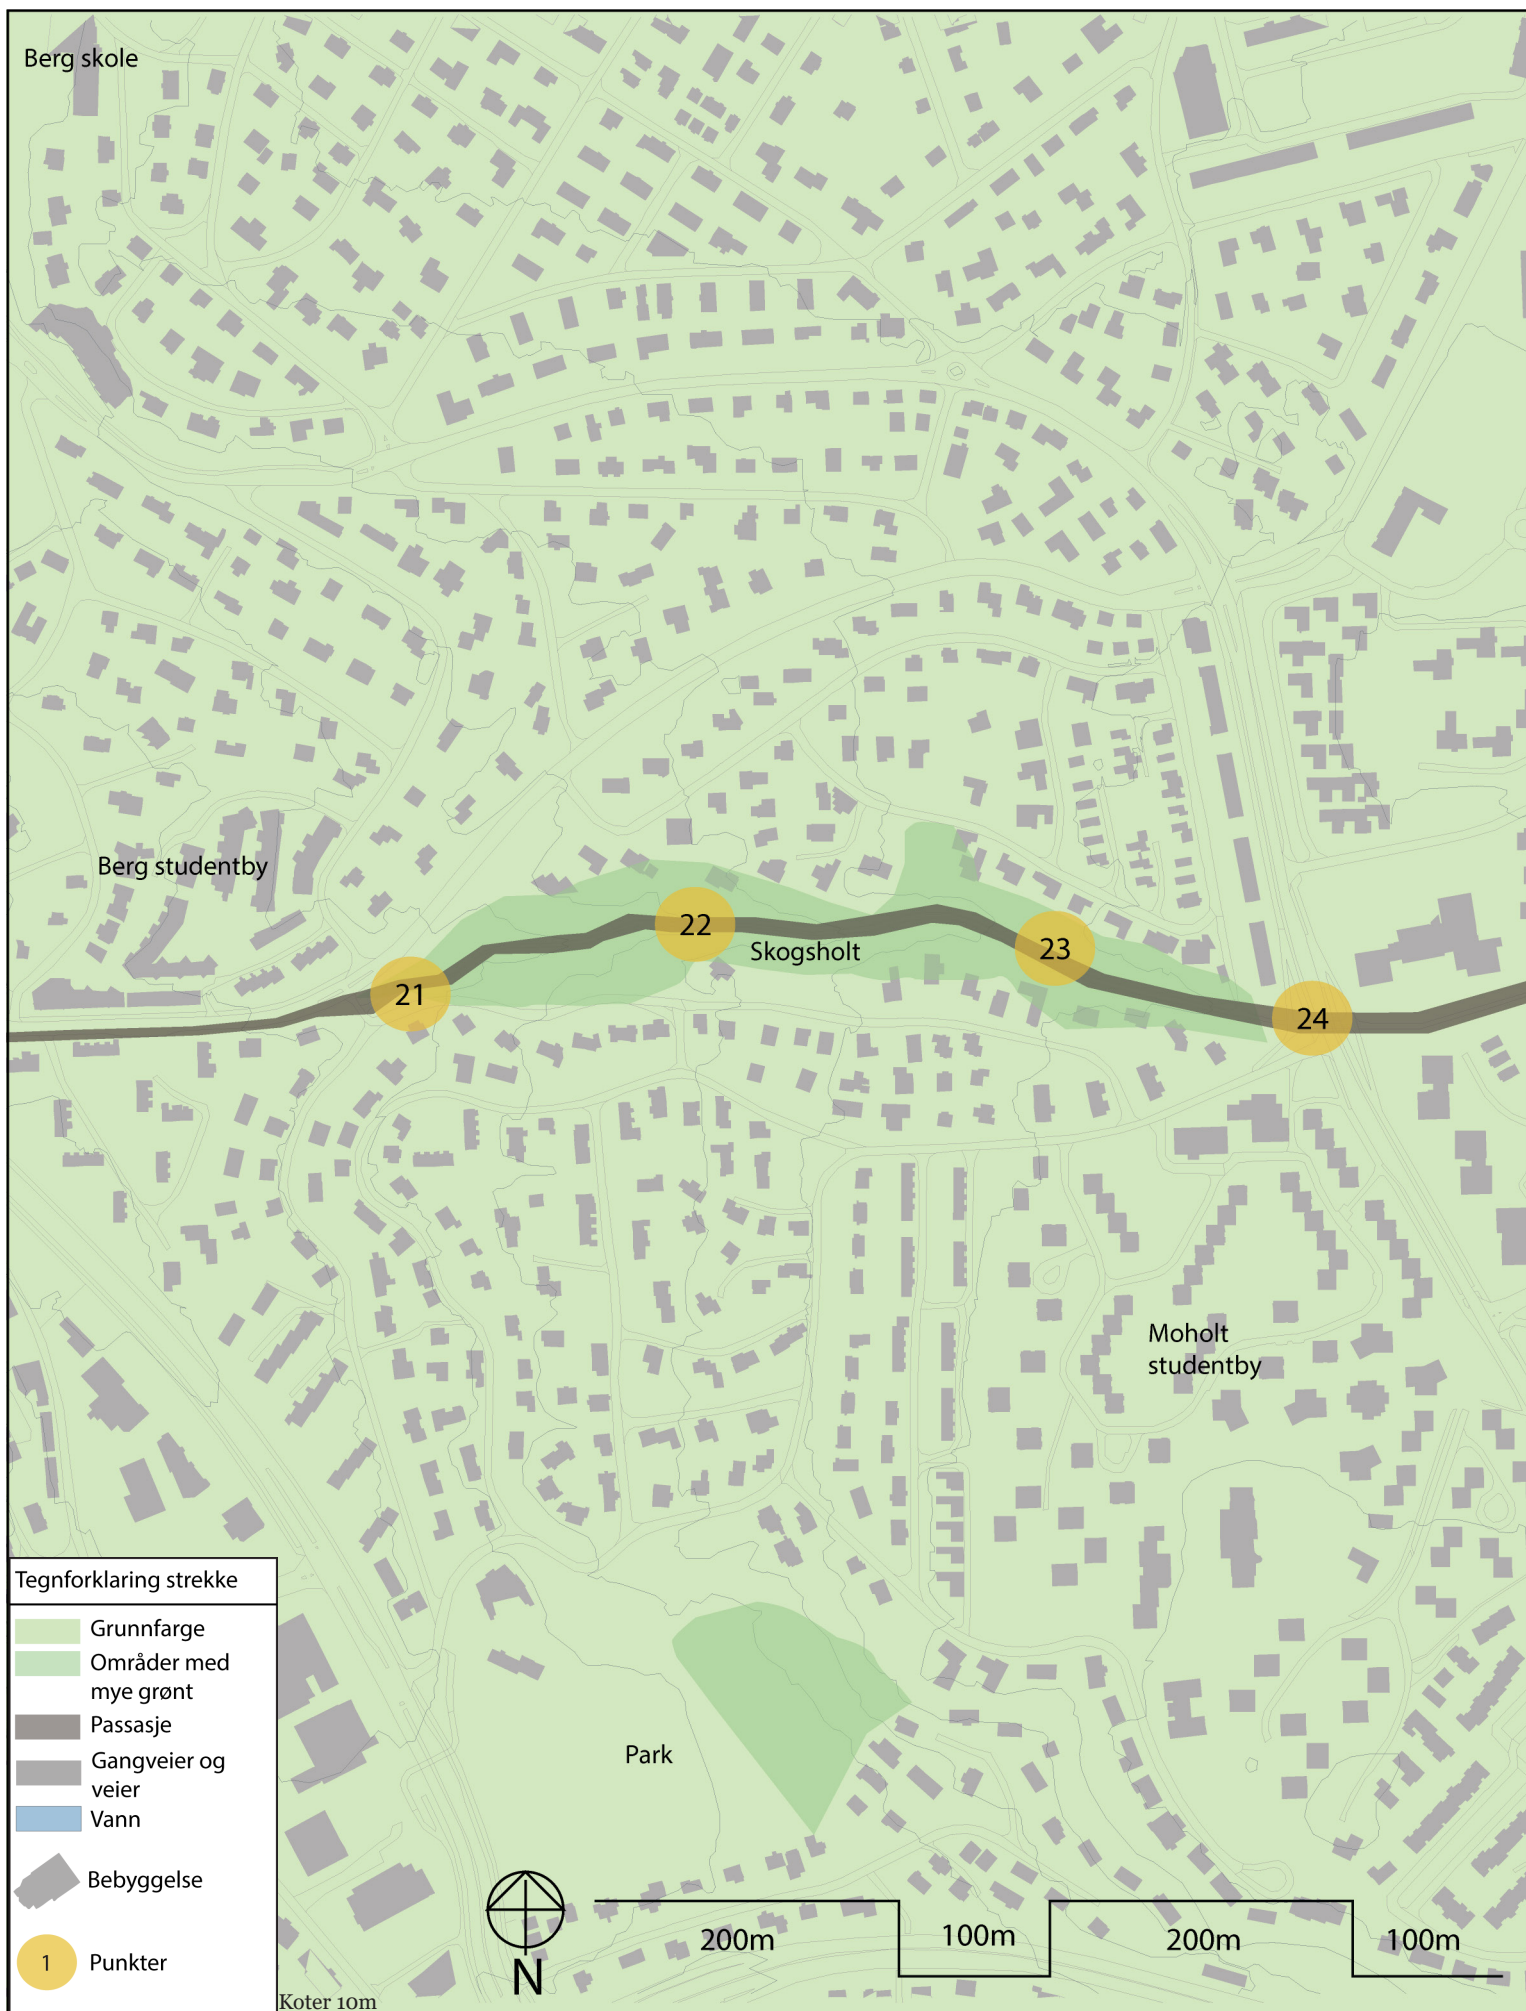 Berg skole
Berg studentby
22
Skogsholt
23
21
24
Moholt
studentby
Park
Tegnforklaring strekke
Grunnfarge
Områder med
mye grønt
Passasje
Gangveier og
veier
Vann
Bebyggelse
1 Punkter
Koter 10m
N
200m 100m 200m 100m